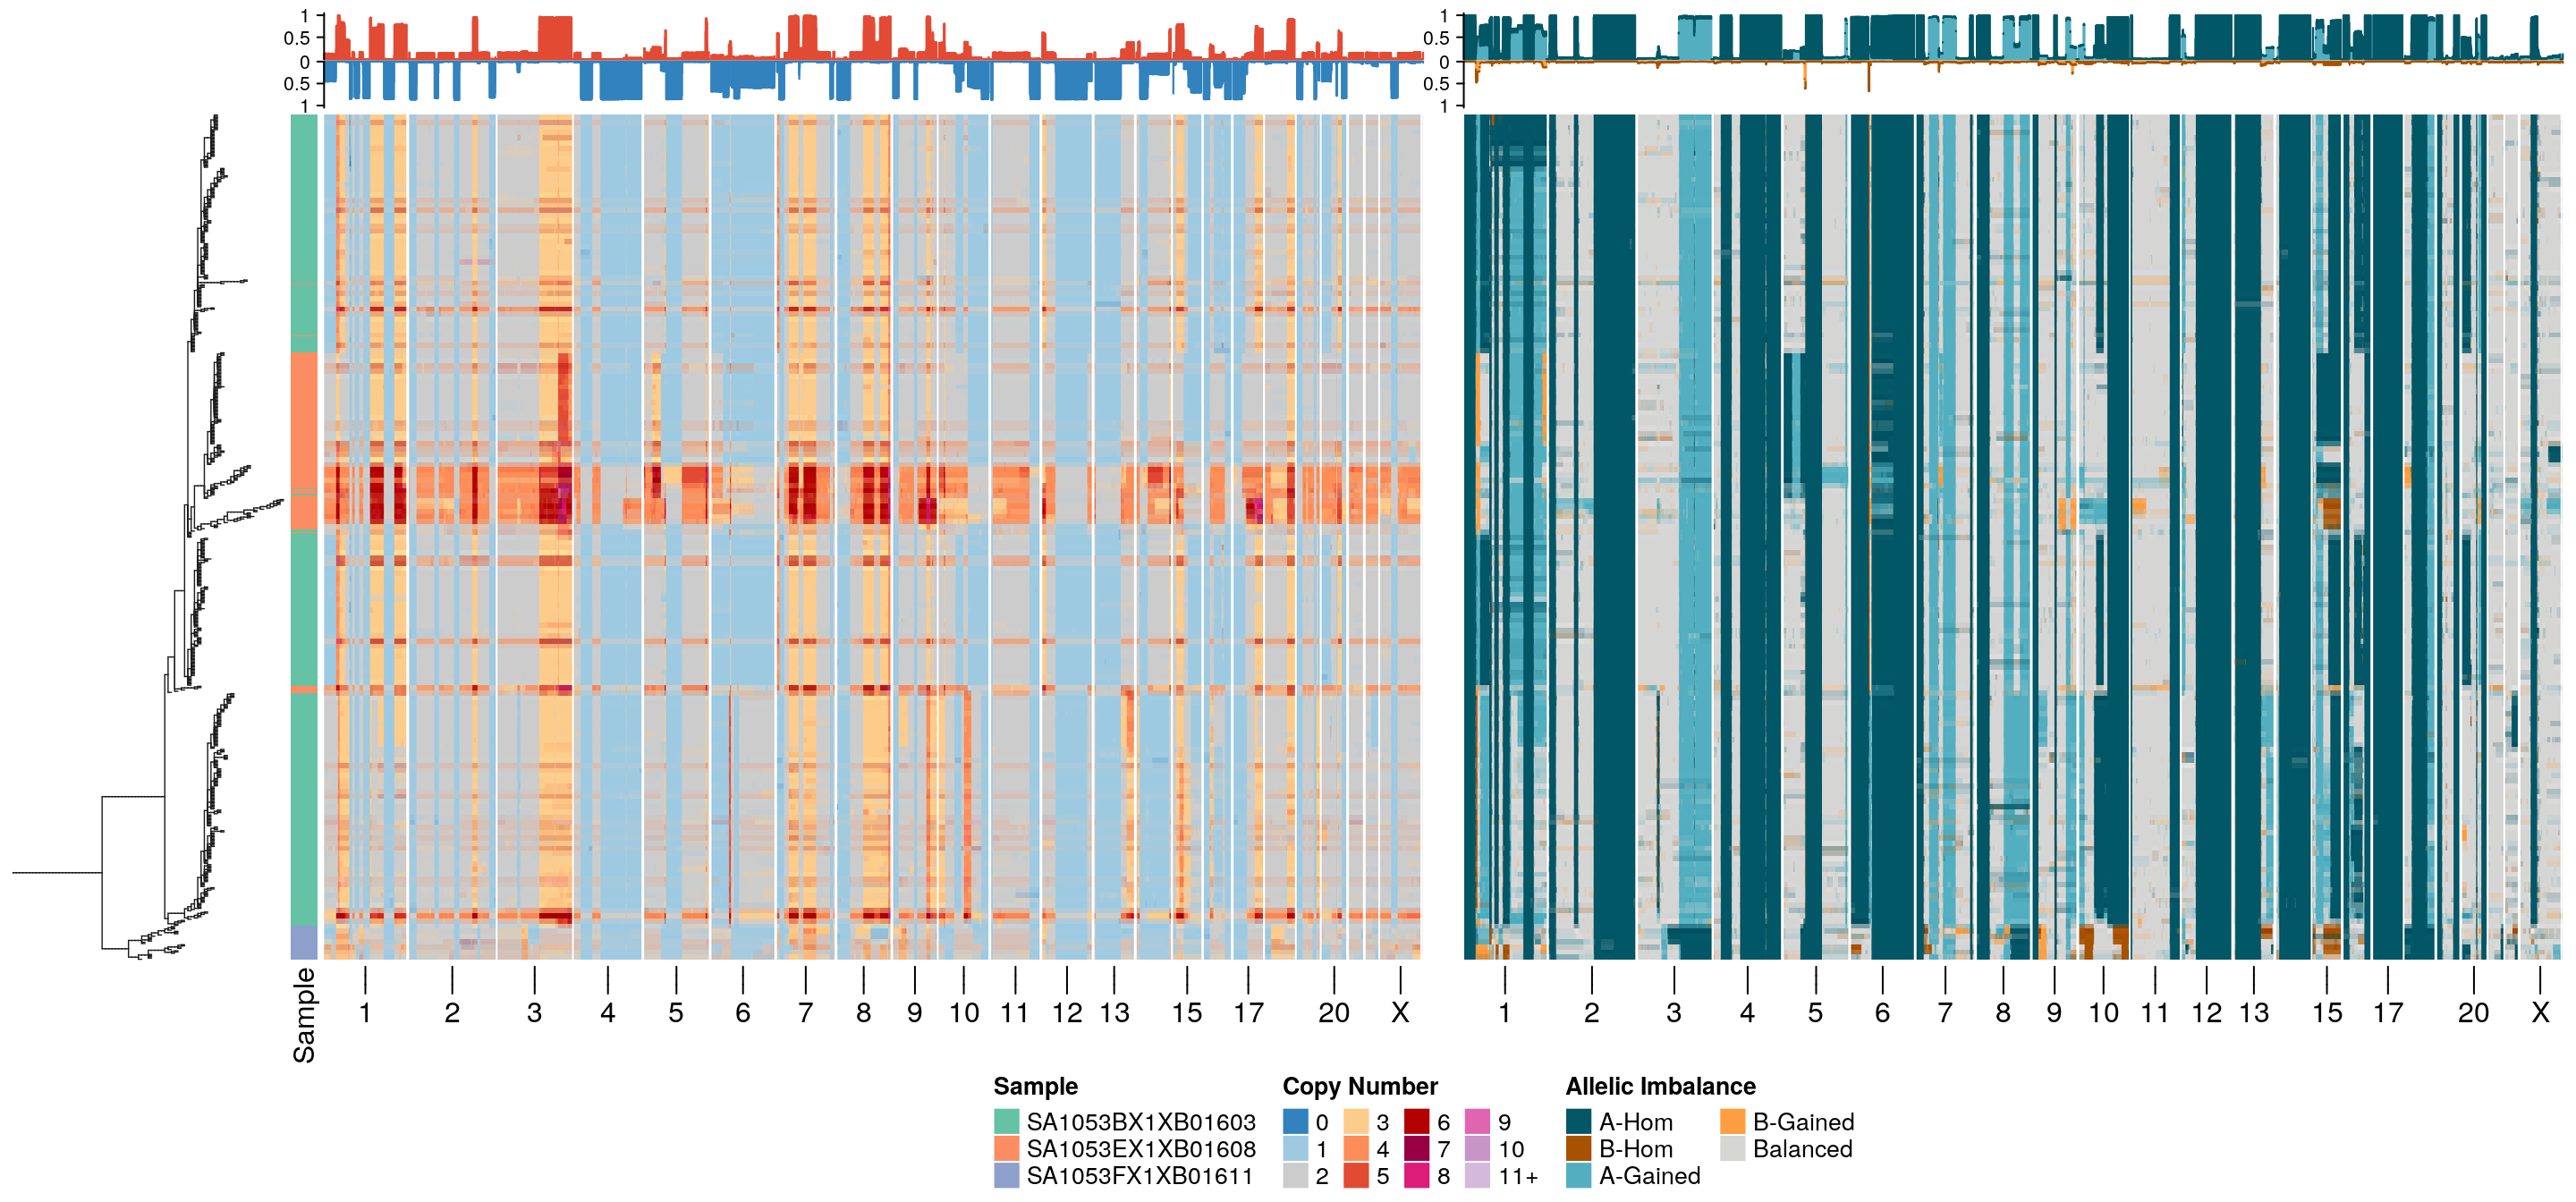 1
0.5
0
0.5
1
1
0.5
0
0.5
1
Sample
1 2 3 4 5 6 7 8 9 10 11 12 13 15 17 20 X
1 2 3 4 5 6 7 8 9 10 11 12 13 15 17 20 X
Sample
SA1053BX1XB01603
SA1053EX1XB01608
SA1053FX1XB01611
Copy Number
0 3 6 9
1 4 7 10
2 5 8 11+
Allelic Imbalance
A-Hom B-Gained
B-Hom Balanced
A-Gained